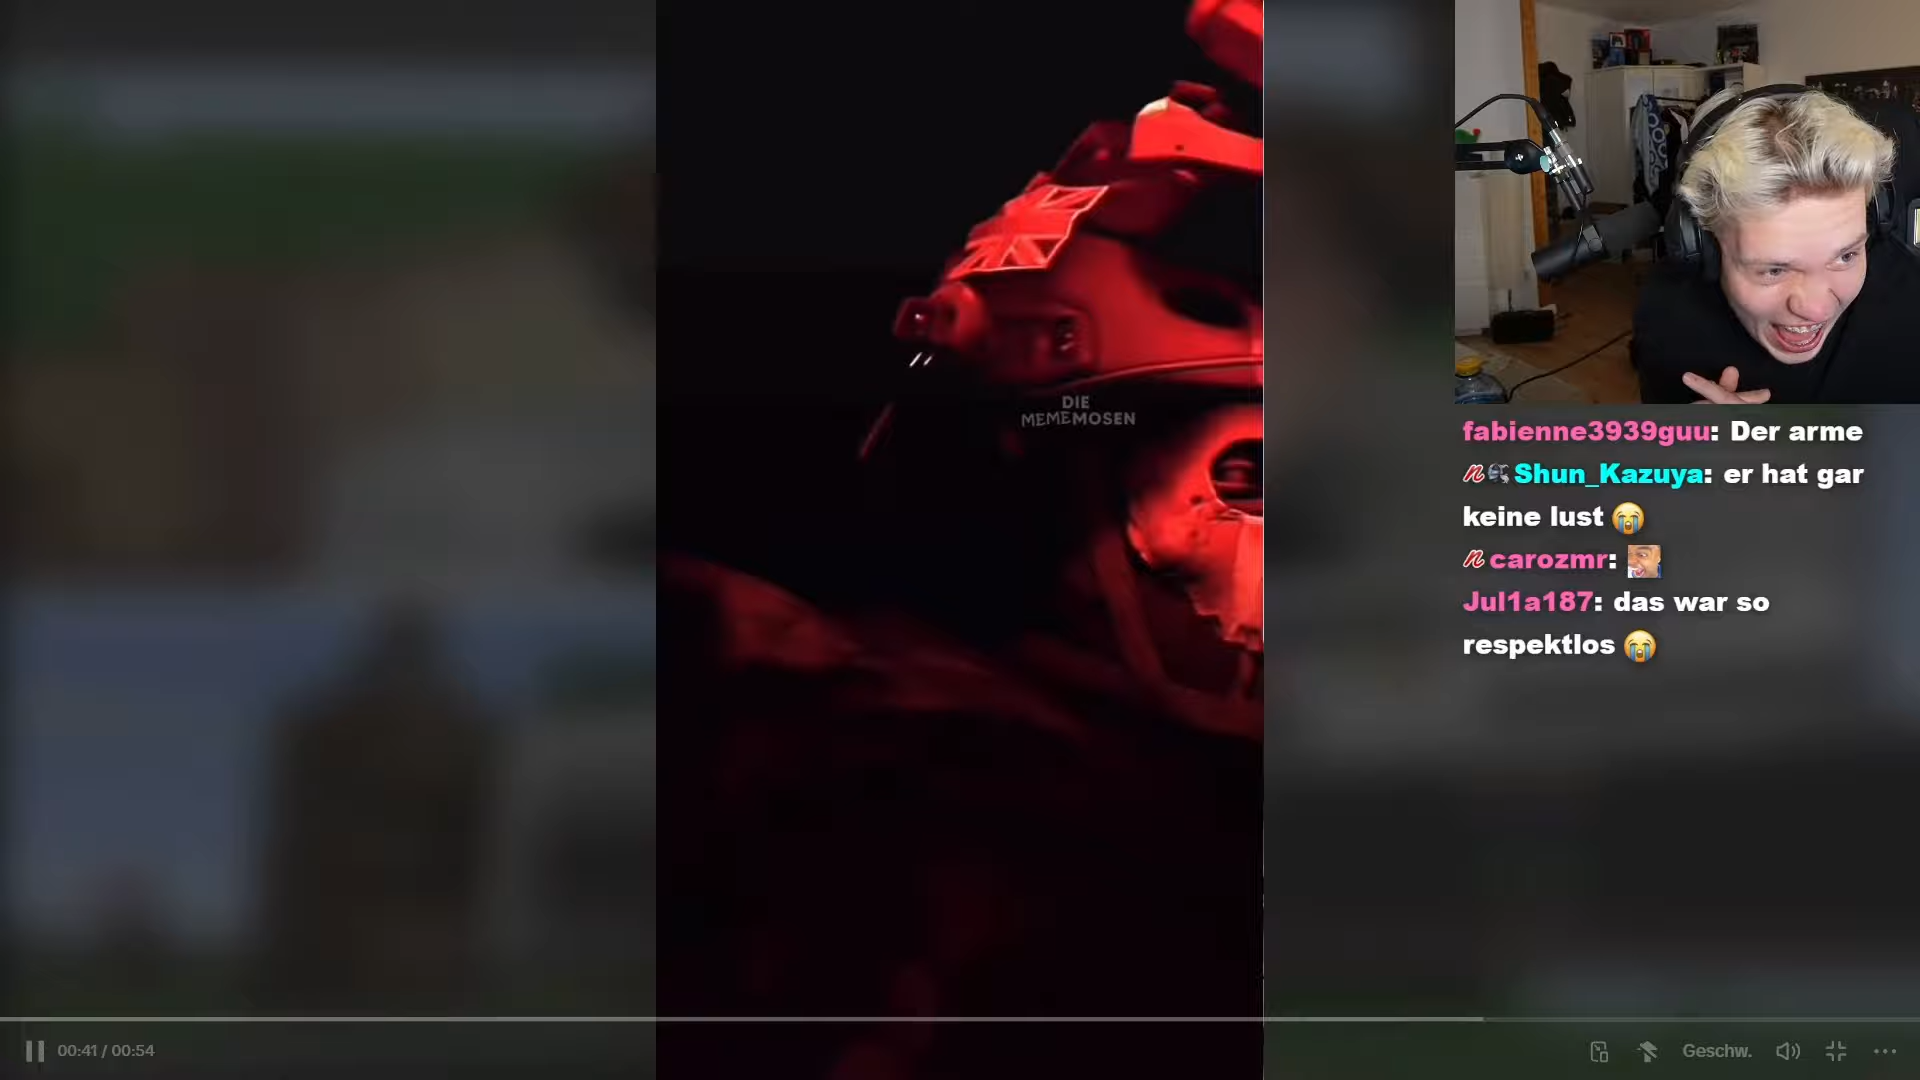 DIE
MEMEMOSEN
fabienne3939guu: Der arme
Shun_Kazuya: er hat gar
keine lust 😭
carozmr:
Jul1a187: das war so
respektlos 😭
00:41 / 00:54
Geschw.